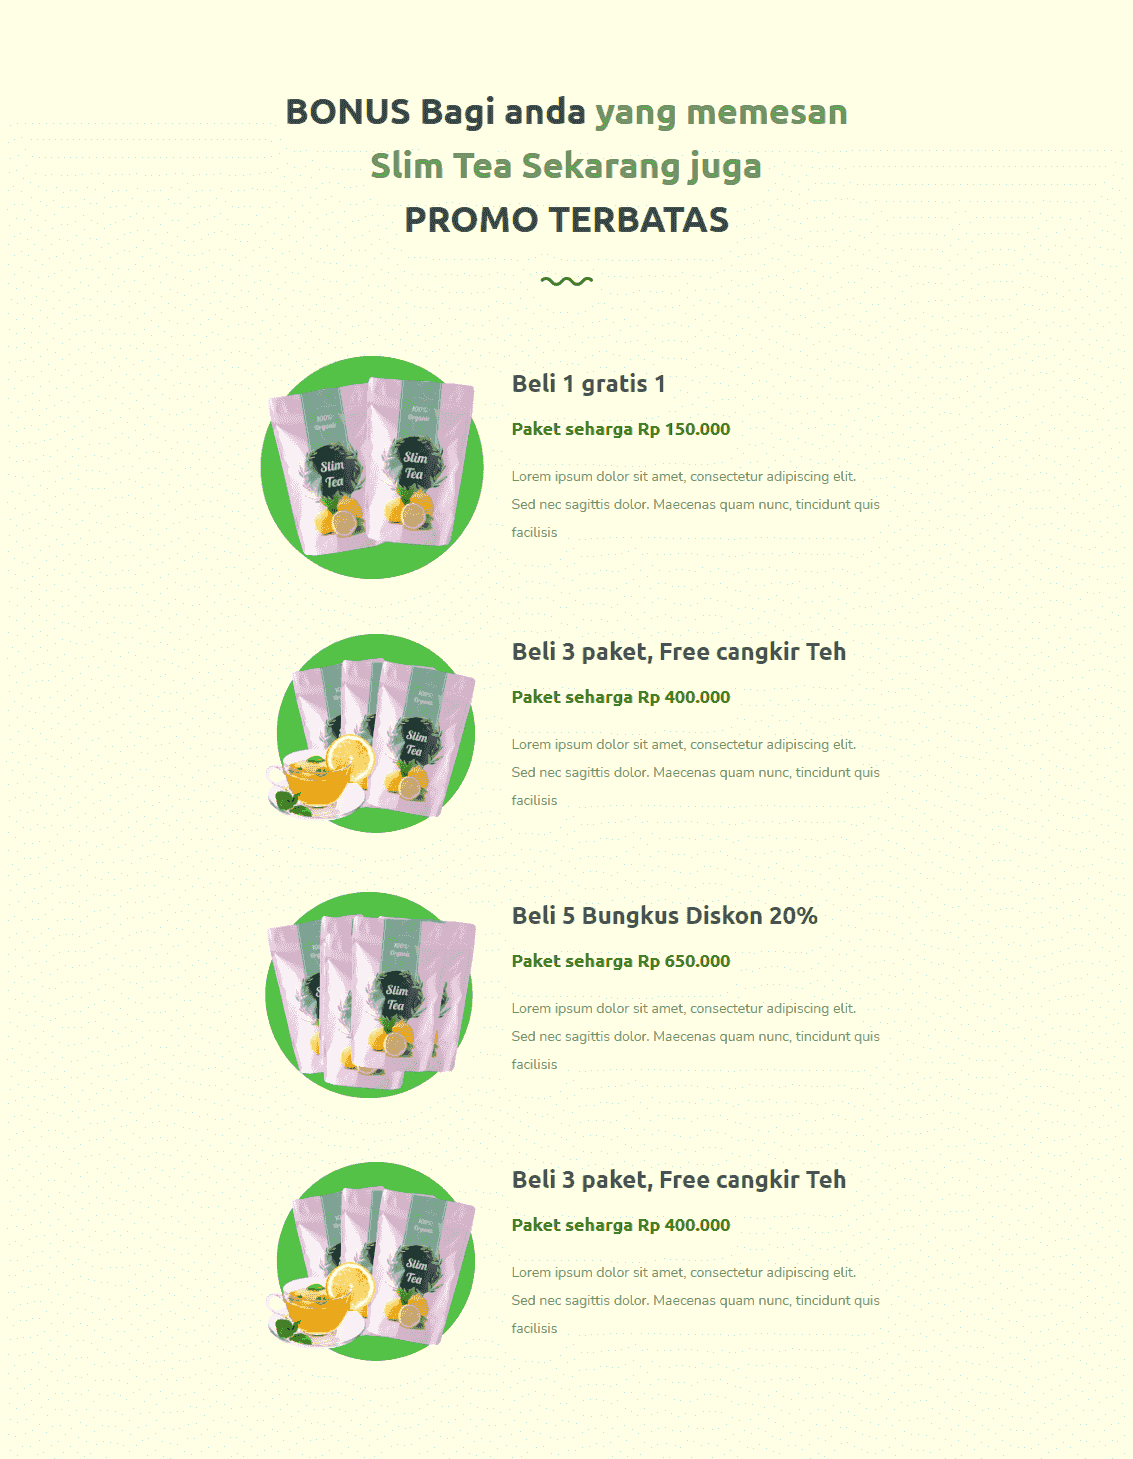 BONUS Bagi anda yang memesan
Slim Tea Sekarang juga
PROMO TERBATAS
100%
Organic
Slim
Tea
100%
Organic
Slim
Tea
Beli 1 gratis 1
Paket seharga Rp 150.000
Lorem ipsum dolor sit amet, consectetur adipiscing elit.
Sed nec sagittis dolor. Maecenas quam nunc, tincidunt quis
facilisis
100%
Organic
Slim
Tea
Beli 3 paket, Free cangkir Teh
Paket seharga Rp 400.000
Lorem ipsum dolor sit amet, consectetur adipiscing elit.
Sed nec sagittis dolor. Maecenas quam nunc, tincidunt quis
facilisis
100%
Organic
Slim
Tea
Beli 5 Bungkus Diskon 20%
Paket seharga Rp 650.000
Lorem ipsum dolor sit amet, consectetur adipiscing elit.
Sed nec sagittis dolor. Maecenas quam nunc, tincidunt quis
facilisis
100%
Organic
Slim
Tea
Beli 3 paket, Free cangkir Teh
Paket seharga Rp 400.000
Lorem ipsum dolor sit amet, consectetur adipiscing elit.
Sed nec sagittis dolor. Maecenas quam nunc, tincidunt quis
facilisis